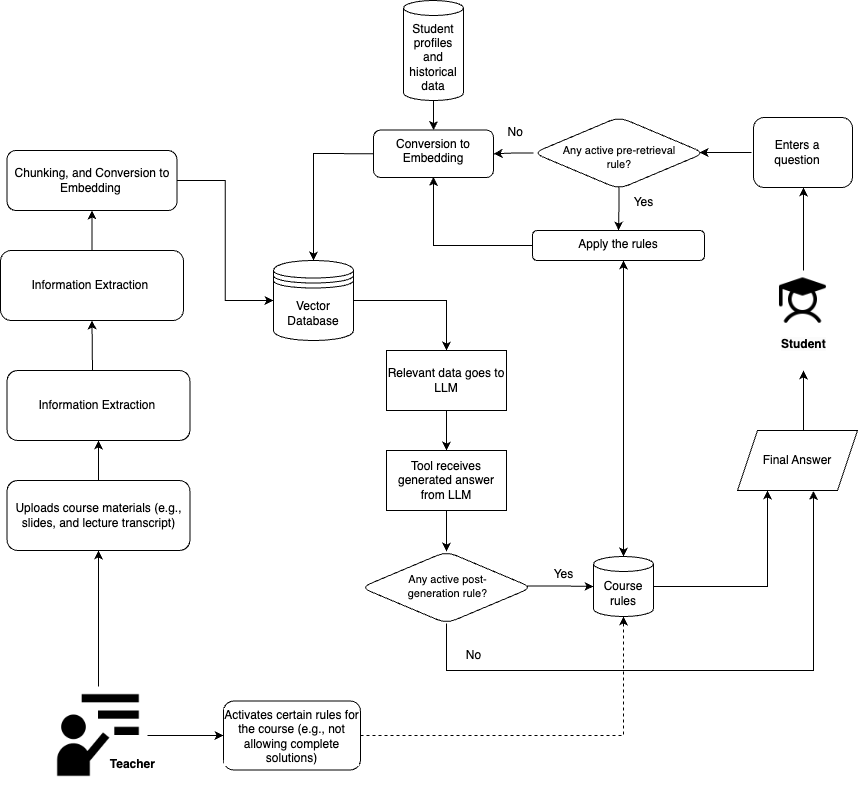 Student
profiles
and
historical
data
Conversion to
Embedding
No
Any active pre-retrieval
rule?
Enters a
question
Yes
Apply the rules
Chunking, and Conversion to
Embedding
Information Extraction
Vector
Database
Student
Relevant data goes to
LLM
Information Extraction
Tool receives
generated answer
from LLM
Final Answer
Uploads course materials (e.g.,
slides, and lecture transcript)
Any active post-
generation rule?
Yes
Course
rules
No
Activates certain rules for
the course (e.g., not
allowing complete
solutions)
Teacher